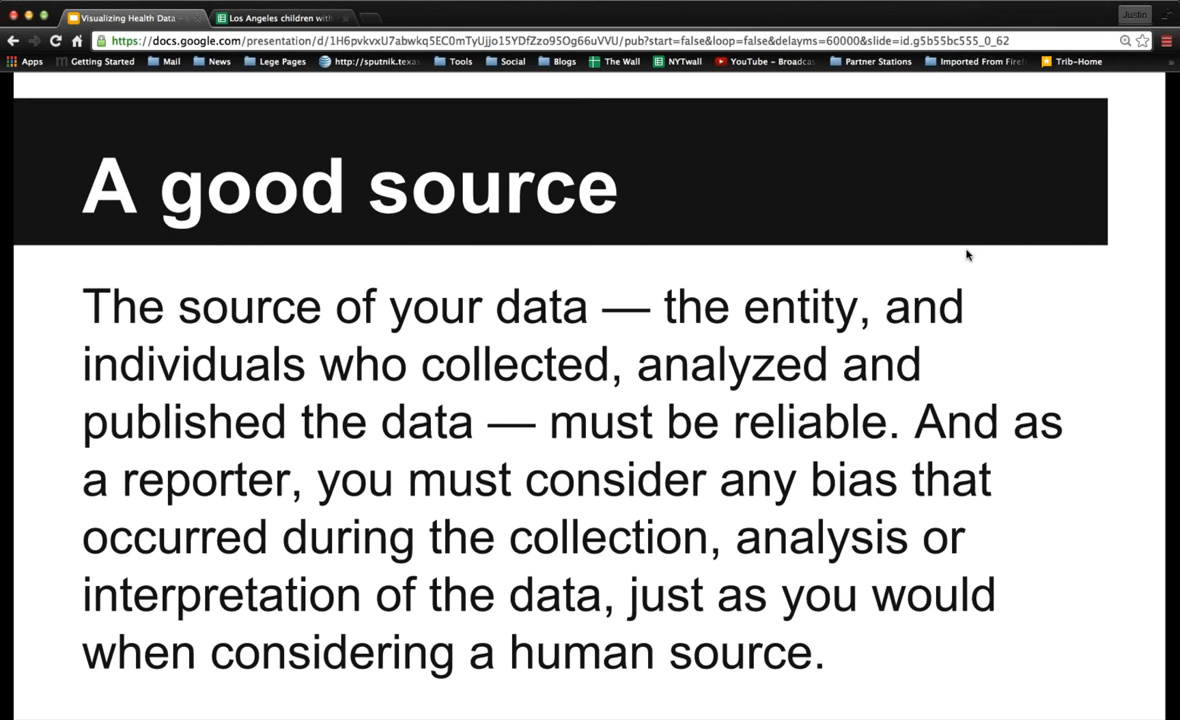 Visualizing Health Data -
Los Angeles children with
Justin
https://docs.google.com/presentation/d/1H6pvkvxU7abwkq5EC0mTyUjjo15YDfZzo95Og66uVVU/pub?start=false&loop=false&delayms=60000&slide=id.g5b55bc555_0_62
Apps Getting Started Mail News Lege Pages http://sputnik.texas Tools Social Blogs The Wall NYTwall YouTube - Broadcas Partner Stations Imported From Firef Trib-Home »
A good source
The source of your data — the entity, and
individuals who collected, analyzed and
published the data — must be reliable. And as
a reporter, you must consider any bias that
occurred during the collection, analysis or
interpretation of the data, just as you would
when considering a human source.